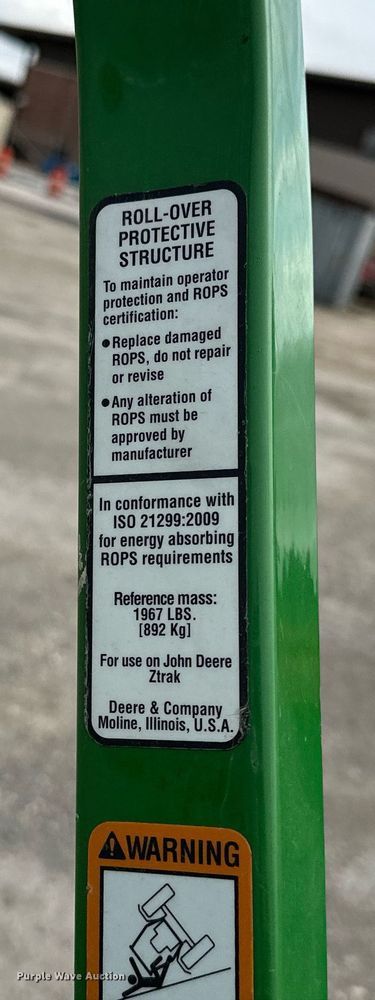 ROLL-OVER
PROTECTIVE
STRUCTURE
To maintain operator
protection and ROPS
certification:
● Replace damaged
ROPS, do not repair
or revise
● Any alteration of
ROPS must be
approved by
manufacturer
In conformance with
ISO 21299:2009
for energy absorbing
ROPS requirements
Reference mass:
1967 LBS.
[892 Kg]
For use on John Deere
Ztrak
Deere & Company
Moline, Illinois, U.S.A.
WARNING
Purple Wave Auction